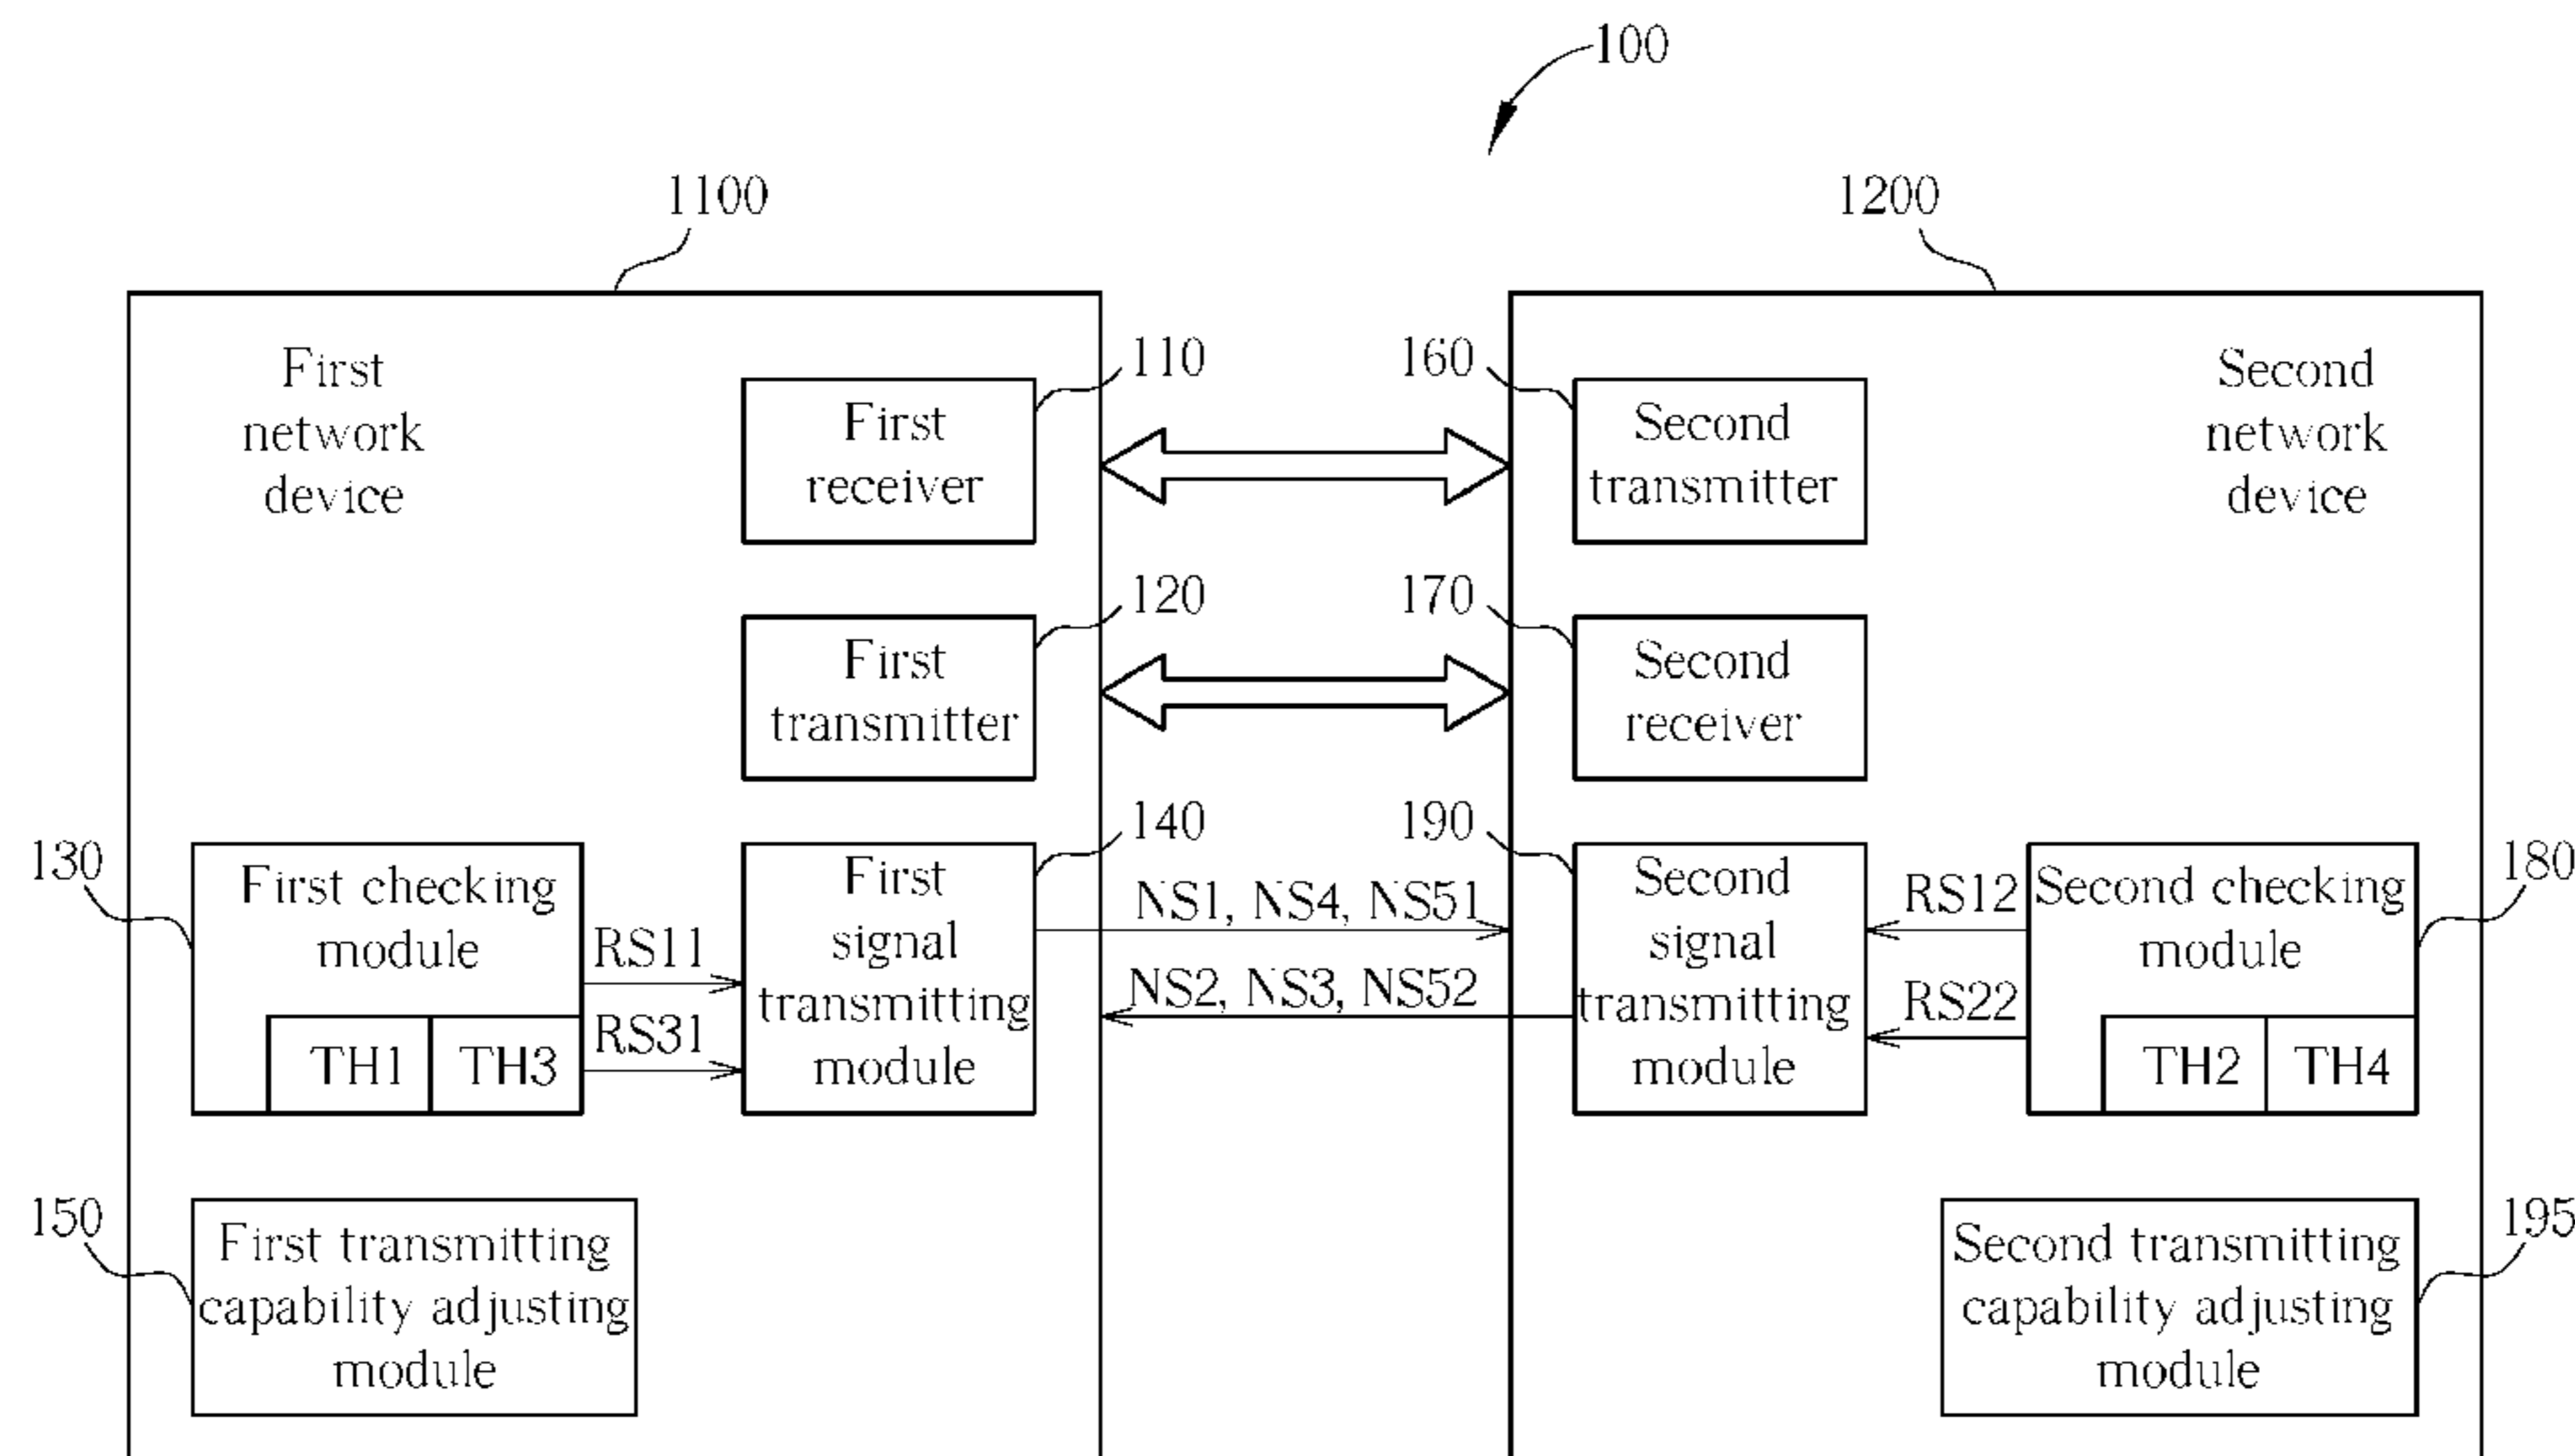 100
1100
1200
First
network
device
110
First
receiver
160
Second
transmitter
Second
network
device
120
First
transmitter
170
Second
receiver
130
First checking
module
TH1
TH3
RS11
RS31
140
First
signal
transmitting
module
NS1, NS4, NS51
NS2, NS3, NS52
190
Second
signal
transmitting
module
RS12
RS22
180
Second checking
module
TH2
TH4
150
First transmitting
capability adjusting
module
195
Second transmitting
capability adjusting
module